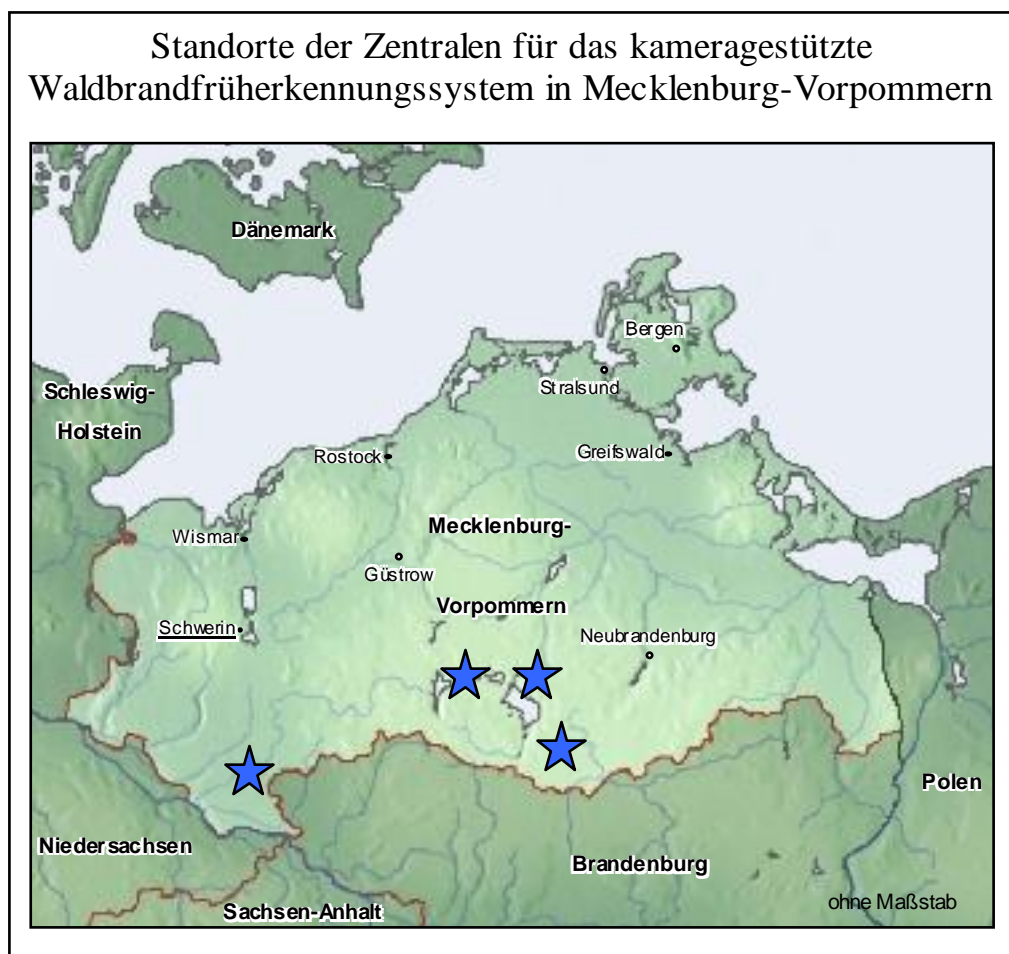 Standorte der Zentralen für das kameragestützte
Waldbrandfrüherkennungssystem in Mecklenburg-Vorpommern
Dänemark
Bergen
Stralsund
Schleswig-
Holstein
Rostock
Greifswald
Mecklenburg-
Wismar
Güstrow
Vorpommern
Schwerin
Neubrandenburg
Polen
Niedersachsen
Brandenburg
Sachsen-Anhalt
ohne Maßstab